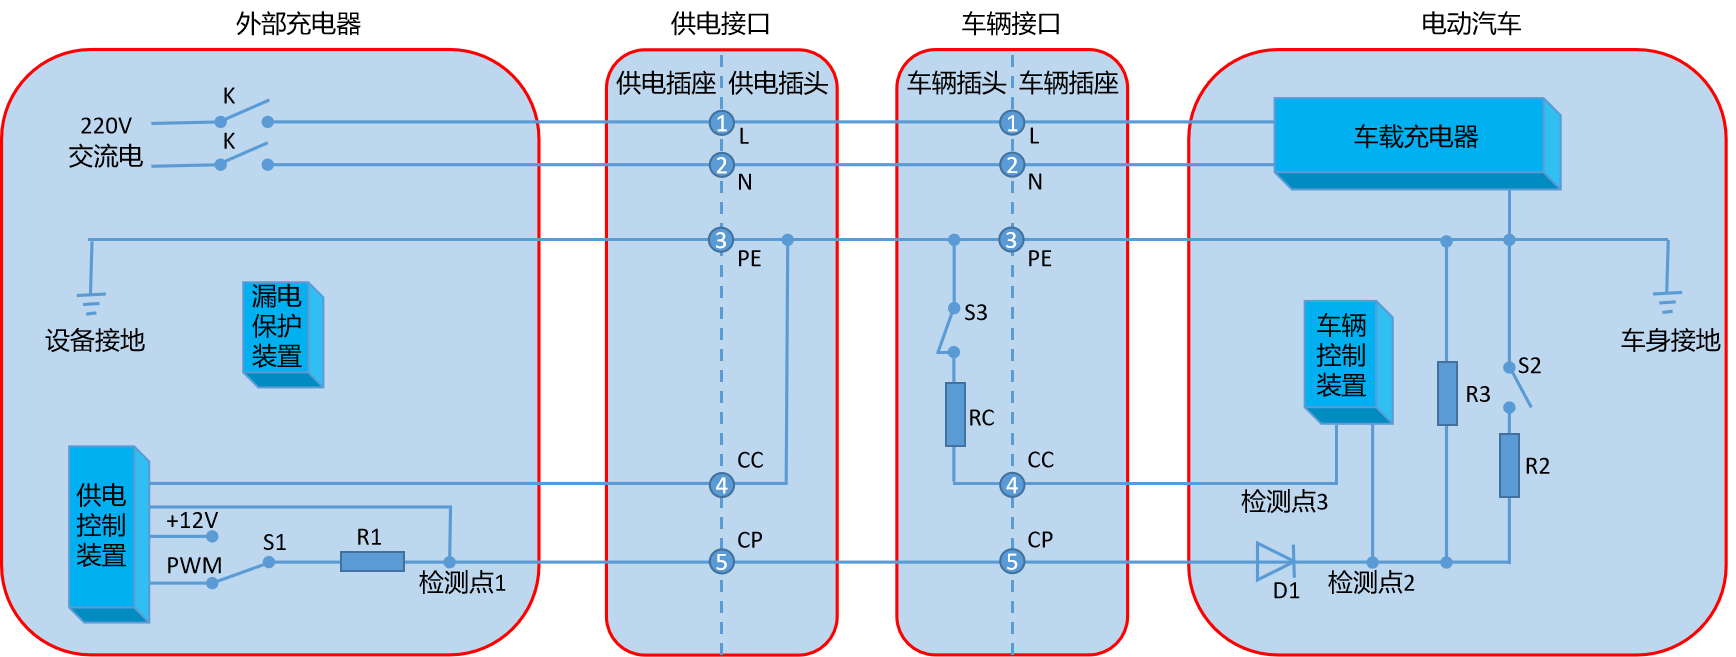 外部充电器
供电接口
车辆接口
电动汽车
供电插座 供电插头
车辆插头 车辆插座
K
220V
交流电
K
1
L
2
N
3
PE
1
L
2
N
3
PE
车载充电器
设备接地
漏电
保护
装置
S3
RC
车辆
控制
装置
车身接地
R3
S2
R2
CC
4
CP
5
CC
4
CP
5
供电
控制
装置
+12V
PWM
S1
R1
检测点1
检测点3
D1
检测点2